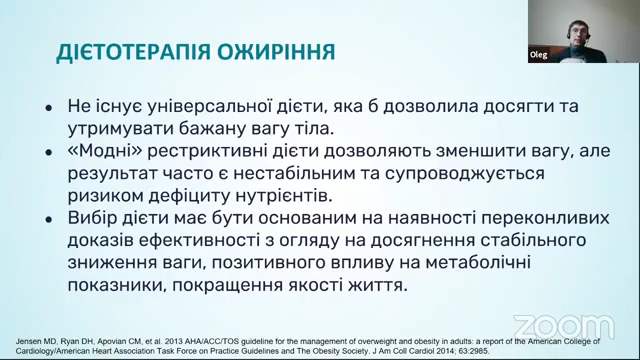 ДІЄТОТЕРАПІЯ ОЖИРІННЯ
Oleg
● Не існує універсальної дієти, яка б дозволила досягти та
утримувати бажану вагу тіла.
● «Модні» рестриктивні дієти дозволяють зменшити вагу, але
результат часто є нестабільним та супроводжується
ризиком дефіциту нутрієнтів.
● Вибір дієти має бути основаним на наявності переконливих
доказів ефективності з огляду на досягнення стабільного
зниження ваги, позитивного впливу на метаболічні
показники, покращення якості життя.
zoom
Jensen MD, Ryan DH, Apovian CM, et al. 2013 AHA/ACC/TOS guideline for the management of overweight and obesity in adults: a report of the American College of
Cardiology/American Heart Association Task Force on Practice Guidelines and The Obesity Society. J Am Coll Cardiol 2014; 63:2985.